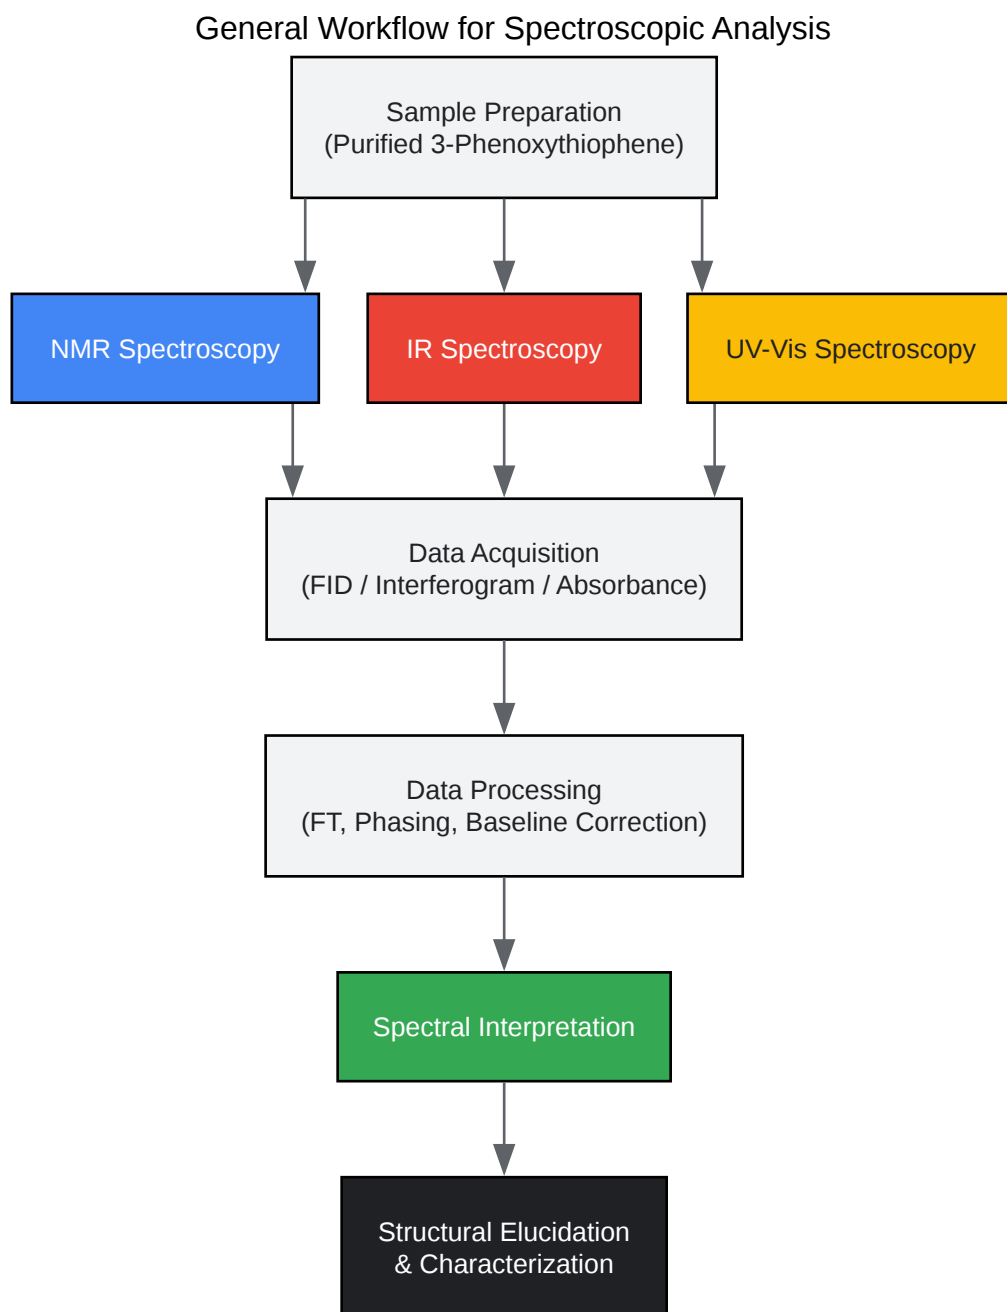 General Workflow for Spectroscopic Analysis
Sample Preparation
(Purified 3-Phenoxythiophene)
NMR Spectroscopy
IR Spectroscopy
UV-Vis Spectroscopy
Data Acquisition
(FID / Interferogram / Absorbance)
Data Processing
(FT, Phasing, Baseline Correction)
Spectral Interpretation
Structural Elucidation
& Characterization